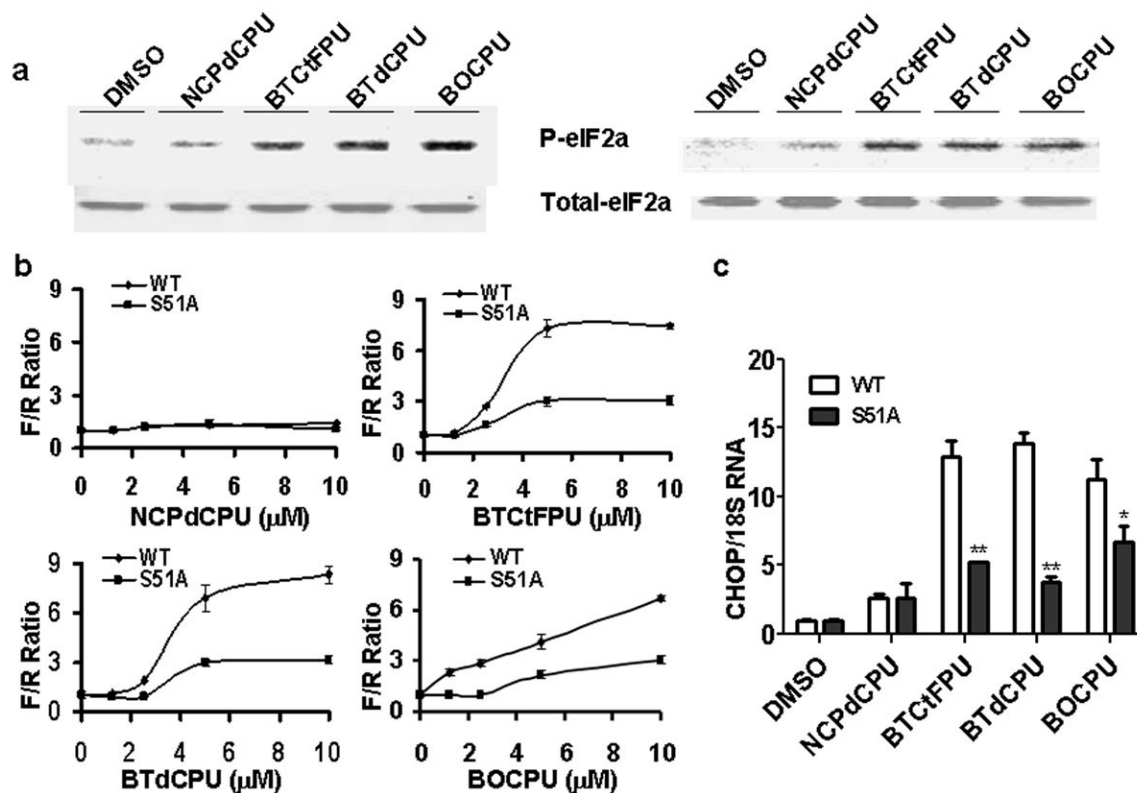 a
DMSO
NCPdCPU
BTCtFPU
BTdCPU
BOCPU
DMSO
NCPdCPU
BTCtFPU
BTdCPU
BOCPU
P-eIF2a
Total-eIF2a
b
WT
S51A
9
6
3
0
F/R Ratio
0 2 4 6 8 10
NCPdCPU (µM)
WT
S51A
9
6
3
0
F/R Ratio
0 2 4 6 8 10
BTCtFPU (µM)
WT
S51A
9
6
3
0
F/R Ratio
0 2 4 6 8 10
BTdCPU (µM)
WT
S51A
9
6
3
0
F/R Ratio
0 2 4 6 8 10
BOCPU (µM)
c
WT
S51A
20
15
10
5
0
CHOP/18S RNA
**
**
*
DMSO
NCPdCPU
BTCtFPU
BTdCPU
BOCPU